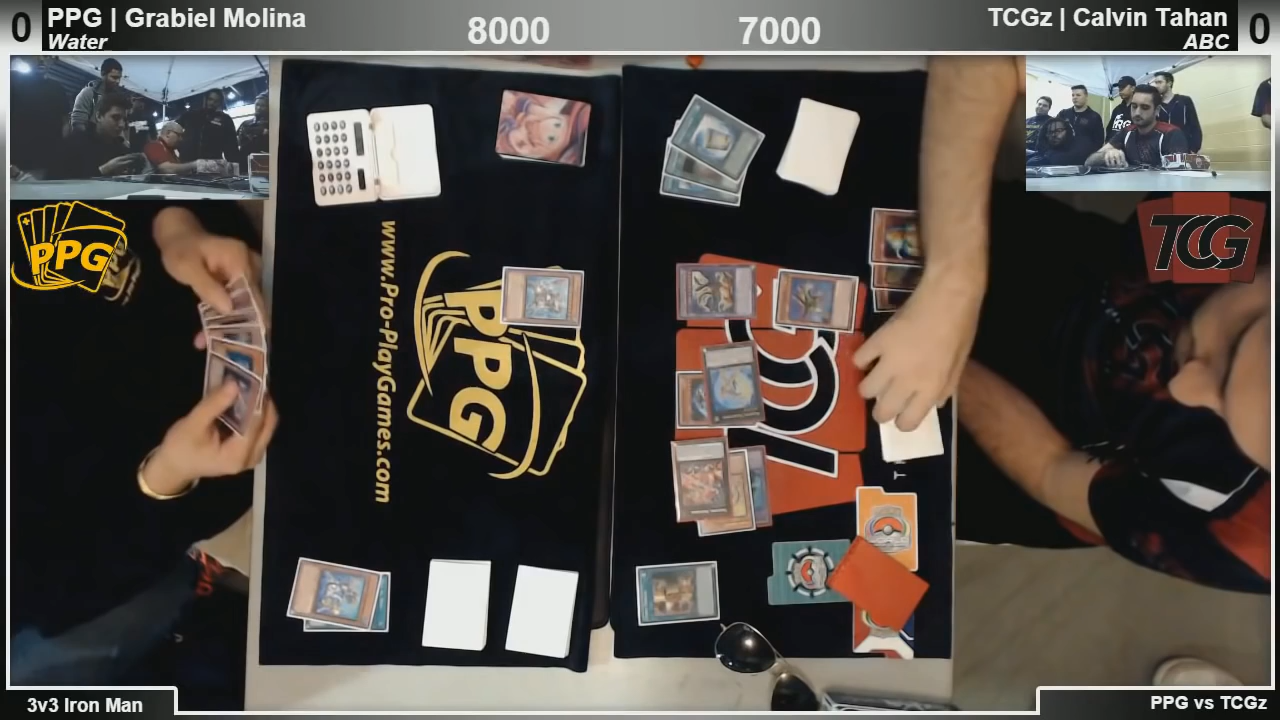 0
PPG | Grabiel Molina
Water
8000
7000
TCGz | Calvin Tahan
ABC
0
PPG
TCG
www.Pro-PlayGames.com
PPG
3v3 Iron Man
PPG vs TCGz